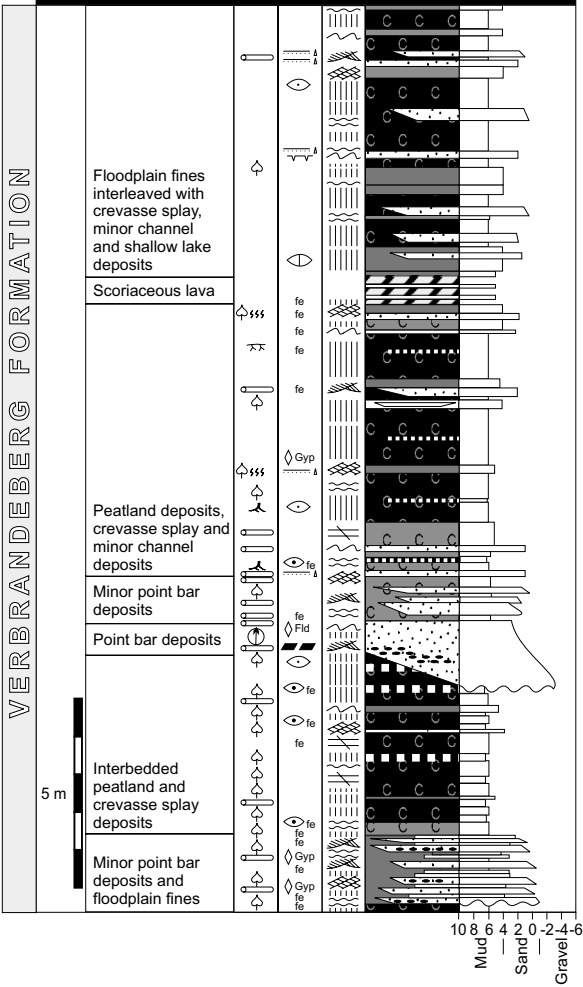 VERBRANDEBERG FORMATION
Floodplain fines
interleaved with
crevasse splay,
minor channel
and shallow lake
deposits
Scoriaceous lava
Peatland deposits,
crevasse splay and
minor channel
deposits
Minor point bar
deposits
Point bar deposits
Interbedded
peatland and
crevasse splay
deposits
Minor point bar
deposits and
floodplain fines
5 m
fe
fe
fe
fe
fe
Gyp
fe
fe
Fld
fe
fe
fe
fe
fe
fe
Gyp
fe
Gyp
fe
fe
C C C
C C
C C C
C C
C C
C
C C
C
C C
C C C
C C
C C
C C
C C
C C
C C
C C C
C C C
C
C
C C
C C
C C
C C
C C
C C
C C C
10 8 6 4 2 0 -2 -4 -6
Mud
Sand
Gravel